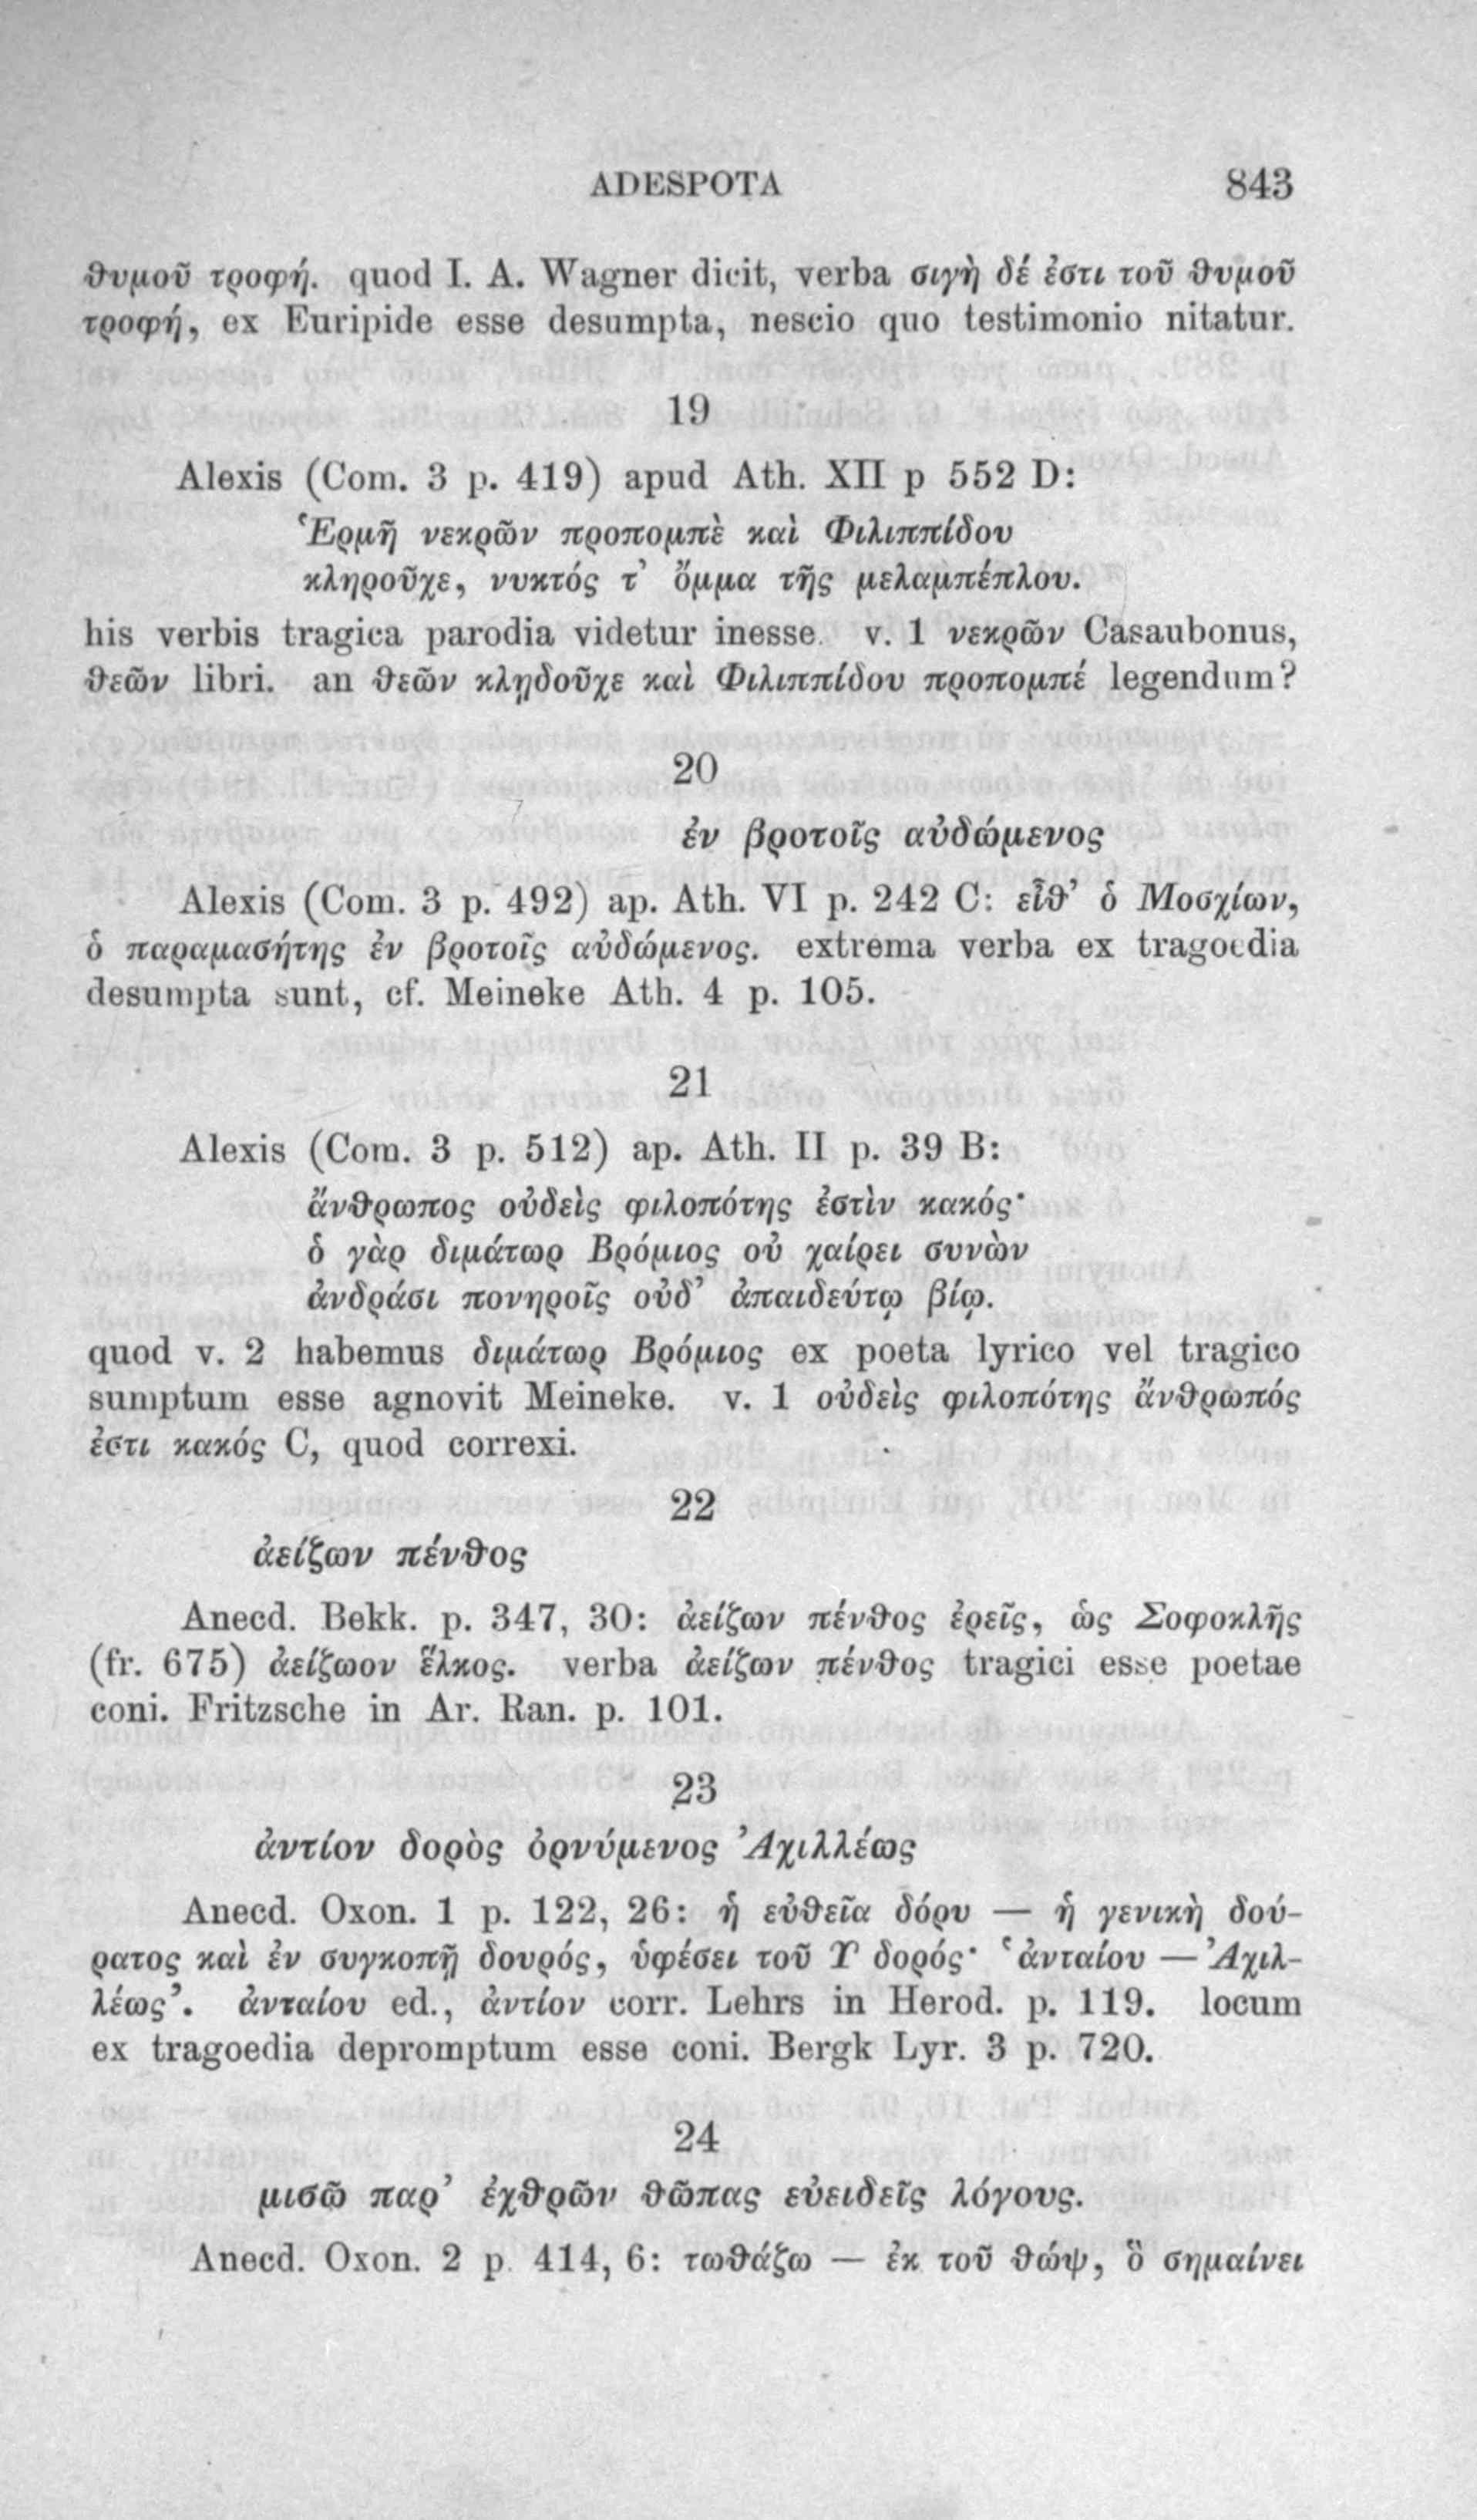 ADESPOTA 843
θυμοῦ τροφή. quod I. A. Wagner dicit, verba σιγὴ δέ ἐστι τοῦ θυμοῦ
τροφή, ex Euripide esse desumpta, nescio quo testimonio nitatur.
19
Alexis (Com. 3 p. 419) apud Ath. XII p 552 D:
Ἑρμῆ νεκρῶν προπομπὲ καὶ Φιλιππίδου
κληροῦχε, νυκτός τ' ὄμμα τῆς μελαμπέπλου.
his verbis tragica parodia videtur inesse. v. 1 νεκρῶν Casaubonus,
θεῶν libri. an θεῶν κληδοῦχε καὶ Φιλιππίδου προπομπέ legendum?
20
ἐν βροτοῖς αὐδώμενος
Alexis (Com. 3 p. 492) ap. Ath. VI p. 242 C: εἶθ' ὁ Μοσχίων,
ὁ παραμασήτης ἐν βροτοῖς αὐδώμενος. extrema verba ex tragoedia
desumpta sunt, cf. Meineke Ath. 4 p. 105.
21
Alexis (Com. 3 p. 512) ap. Ath. II p. 39 B:
ἄνθρωπος οὐδεὶς φιλοπότης ἐστὶν κακός·
ὁ γὰρ διμάτωρ Βρόμιος οὐ χαίρει συνὼν
ἀνδράσι πονηροῖς οὐδ' ἀπαιδεύτῳ βίῳ.
quod v. 2 habemus διμάτωρ Βρόμιος ex poeta lyrico vel tragico
sumptum esse agnovit Meineke. v. 1 οὐδεὶς φιλοπότης ἄνθρωπός
ἐστι κακός C, quod correxi.
22
ἀείζων πένθος
Anecd. Bekk. p. 347, 30: ἀείζων πένθος ἐρεῖς, ὡς Σοφοκλῆς
(fr. 675) ἀείζωον ἕλκος. verba ἀείζων πένθος tragici esse poetae
coni. Fritzsche in Ar. Ran. p. 101.
23
ἀντίον δορὸς ὀρνύμενος Ἀχιλλέως
Anecd. Oxon. 1 p. 122, 26: ἡ εὐθεῖα δόρυ — ἡ γενικὴ δού-
ρατος καὶ ἐν συγκοπῇ δουρός, ὑφέσει τοῦ Υ δορός· ‘ἀνταίου — Ἀχιλ-
λέως’. ἀνταίου ed., ἀντίον corr. Lehrs in Herod. p. 119. locum
ex tragoedia depromptum esse coni. Bergk Lyr. 3 p. 720.
24
μισῶ παρ' ἐχθρῶν θῶπας εὐειδεῖς λόγους.
Anecd. Oxon. 2 p. 414, 6: τωθάζω — ἐκ τοῦ θώψ, ὃ σημαίνει